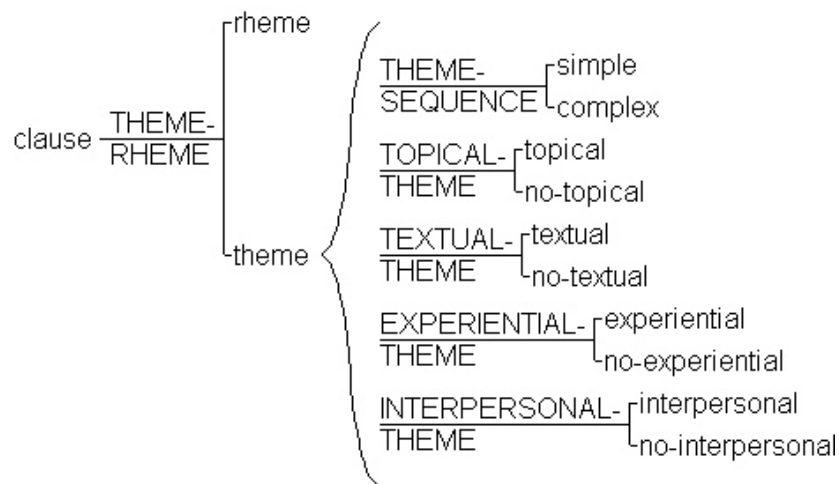 rheme
THEME-
SEQUENCE
simple
complex
clause
THEME-
RHEME
TOPICAL-
THEME
topical
no-topical
theme
TEXTUAL-
THEME
textual
no-textual
EXPERIENTIAL-
THEME
experiential
no-experiential
INTERPERSONAL-
THEME
interpersonal
no-interpersonal